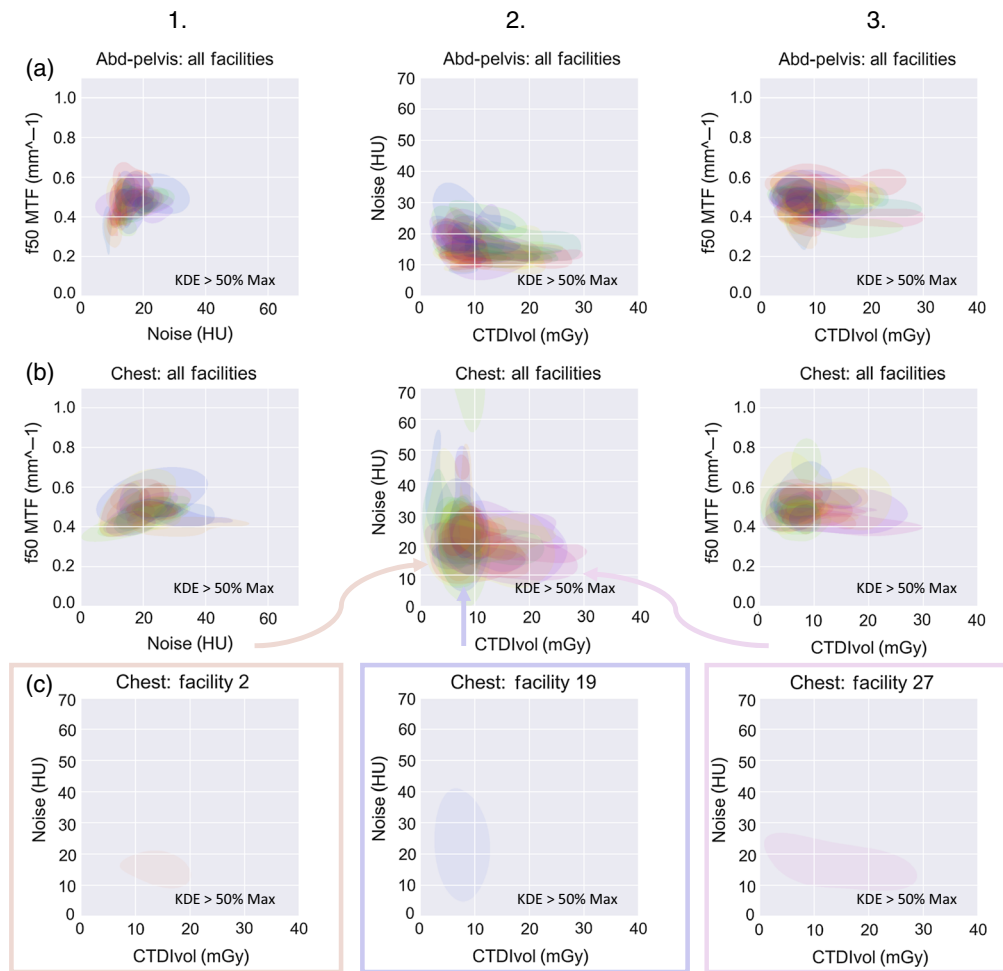 1. 2. 3.
(a)
Abd-pelvis: all facilities
f50 MTF (mm^—1)
1.0
0.8
0.6
0.4
0.2
0.0
0 20 40 60
KDE > 50% Max
Noise (HU)
Abd-pelvis: all facilities
Noise (HU)
70
60
50
40
30
20
10
0
0 10 20 30 40
KDE > 50% Max
CTDIvol (mGy)
Abd-pelvis: all facilities
f50 MTF (mm^—1)
1.0
0.8
0.6
0.4
0.2
0.0
0 10 20 30 40
KDE > 50% Max
CTDIvol (mGy)
(b)
Chest: all facilities
f50 MTF (mm^—1)
1.0
0.8
0.6
0.4
0.2
0.0
0 20 40 60
KDE > 50% Max
Noise (HU)
Chest: all facilities
Noise (HU)
70
60
50
40
30
20
10
0
0 10 20 30 40
KDE > 50% Max
CTDIvol (mGy)
Chest: all facilities
f50 MTF (mm^—1)
1.0
0.8
0.6
0.4
0.2
0.0
0 10 20 30 40
KDE > 50% Max
CTDIvol (mGy)
(c)
Chest: facility 2
Noise (HU)
70
60
50
40
30
20
10
0
0 10 20 30 40
KDE > 50% Max
CTDIvol (mGy)
Chest: facility 19
Noise (HU)
70
60
50
40
30
20
10
0
0 10 20 30 40
KDE > 50% Max
CTDIvol (mGy)
Chest: facility 27
Noise (HU)
70
60
50
40
30
20
10
0
0 10 20 30 40
KDE > 50% Max
CTDIvol (mGy)